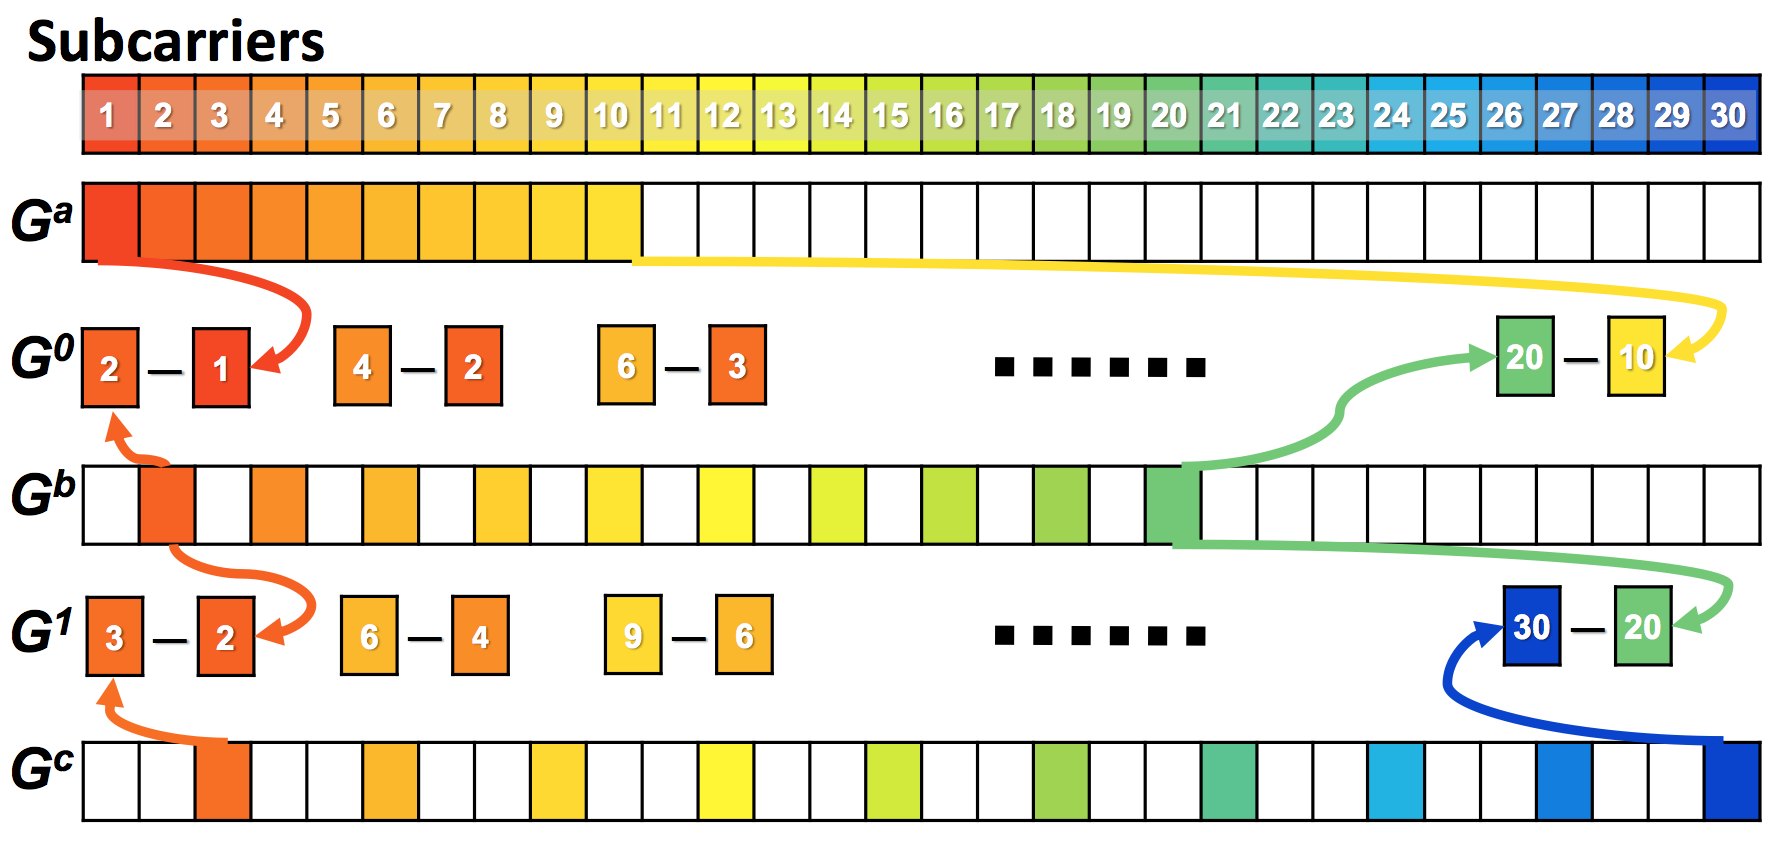 Subcarriers
1 2 3 4 5 6 7 8 9 10 11 12 13 14 15 16 17 18 19 20 21 22 23 24 25 26 27 28 29 30
Gᵃ
G⁰ 2 — 1 4 — 2 6 — 3 ...... 20 — 10
Gᵇ
G¹ 3 — 2 6 — 4 9 — 6 ...... 30 — 20
Gᶜ